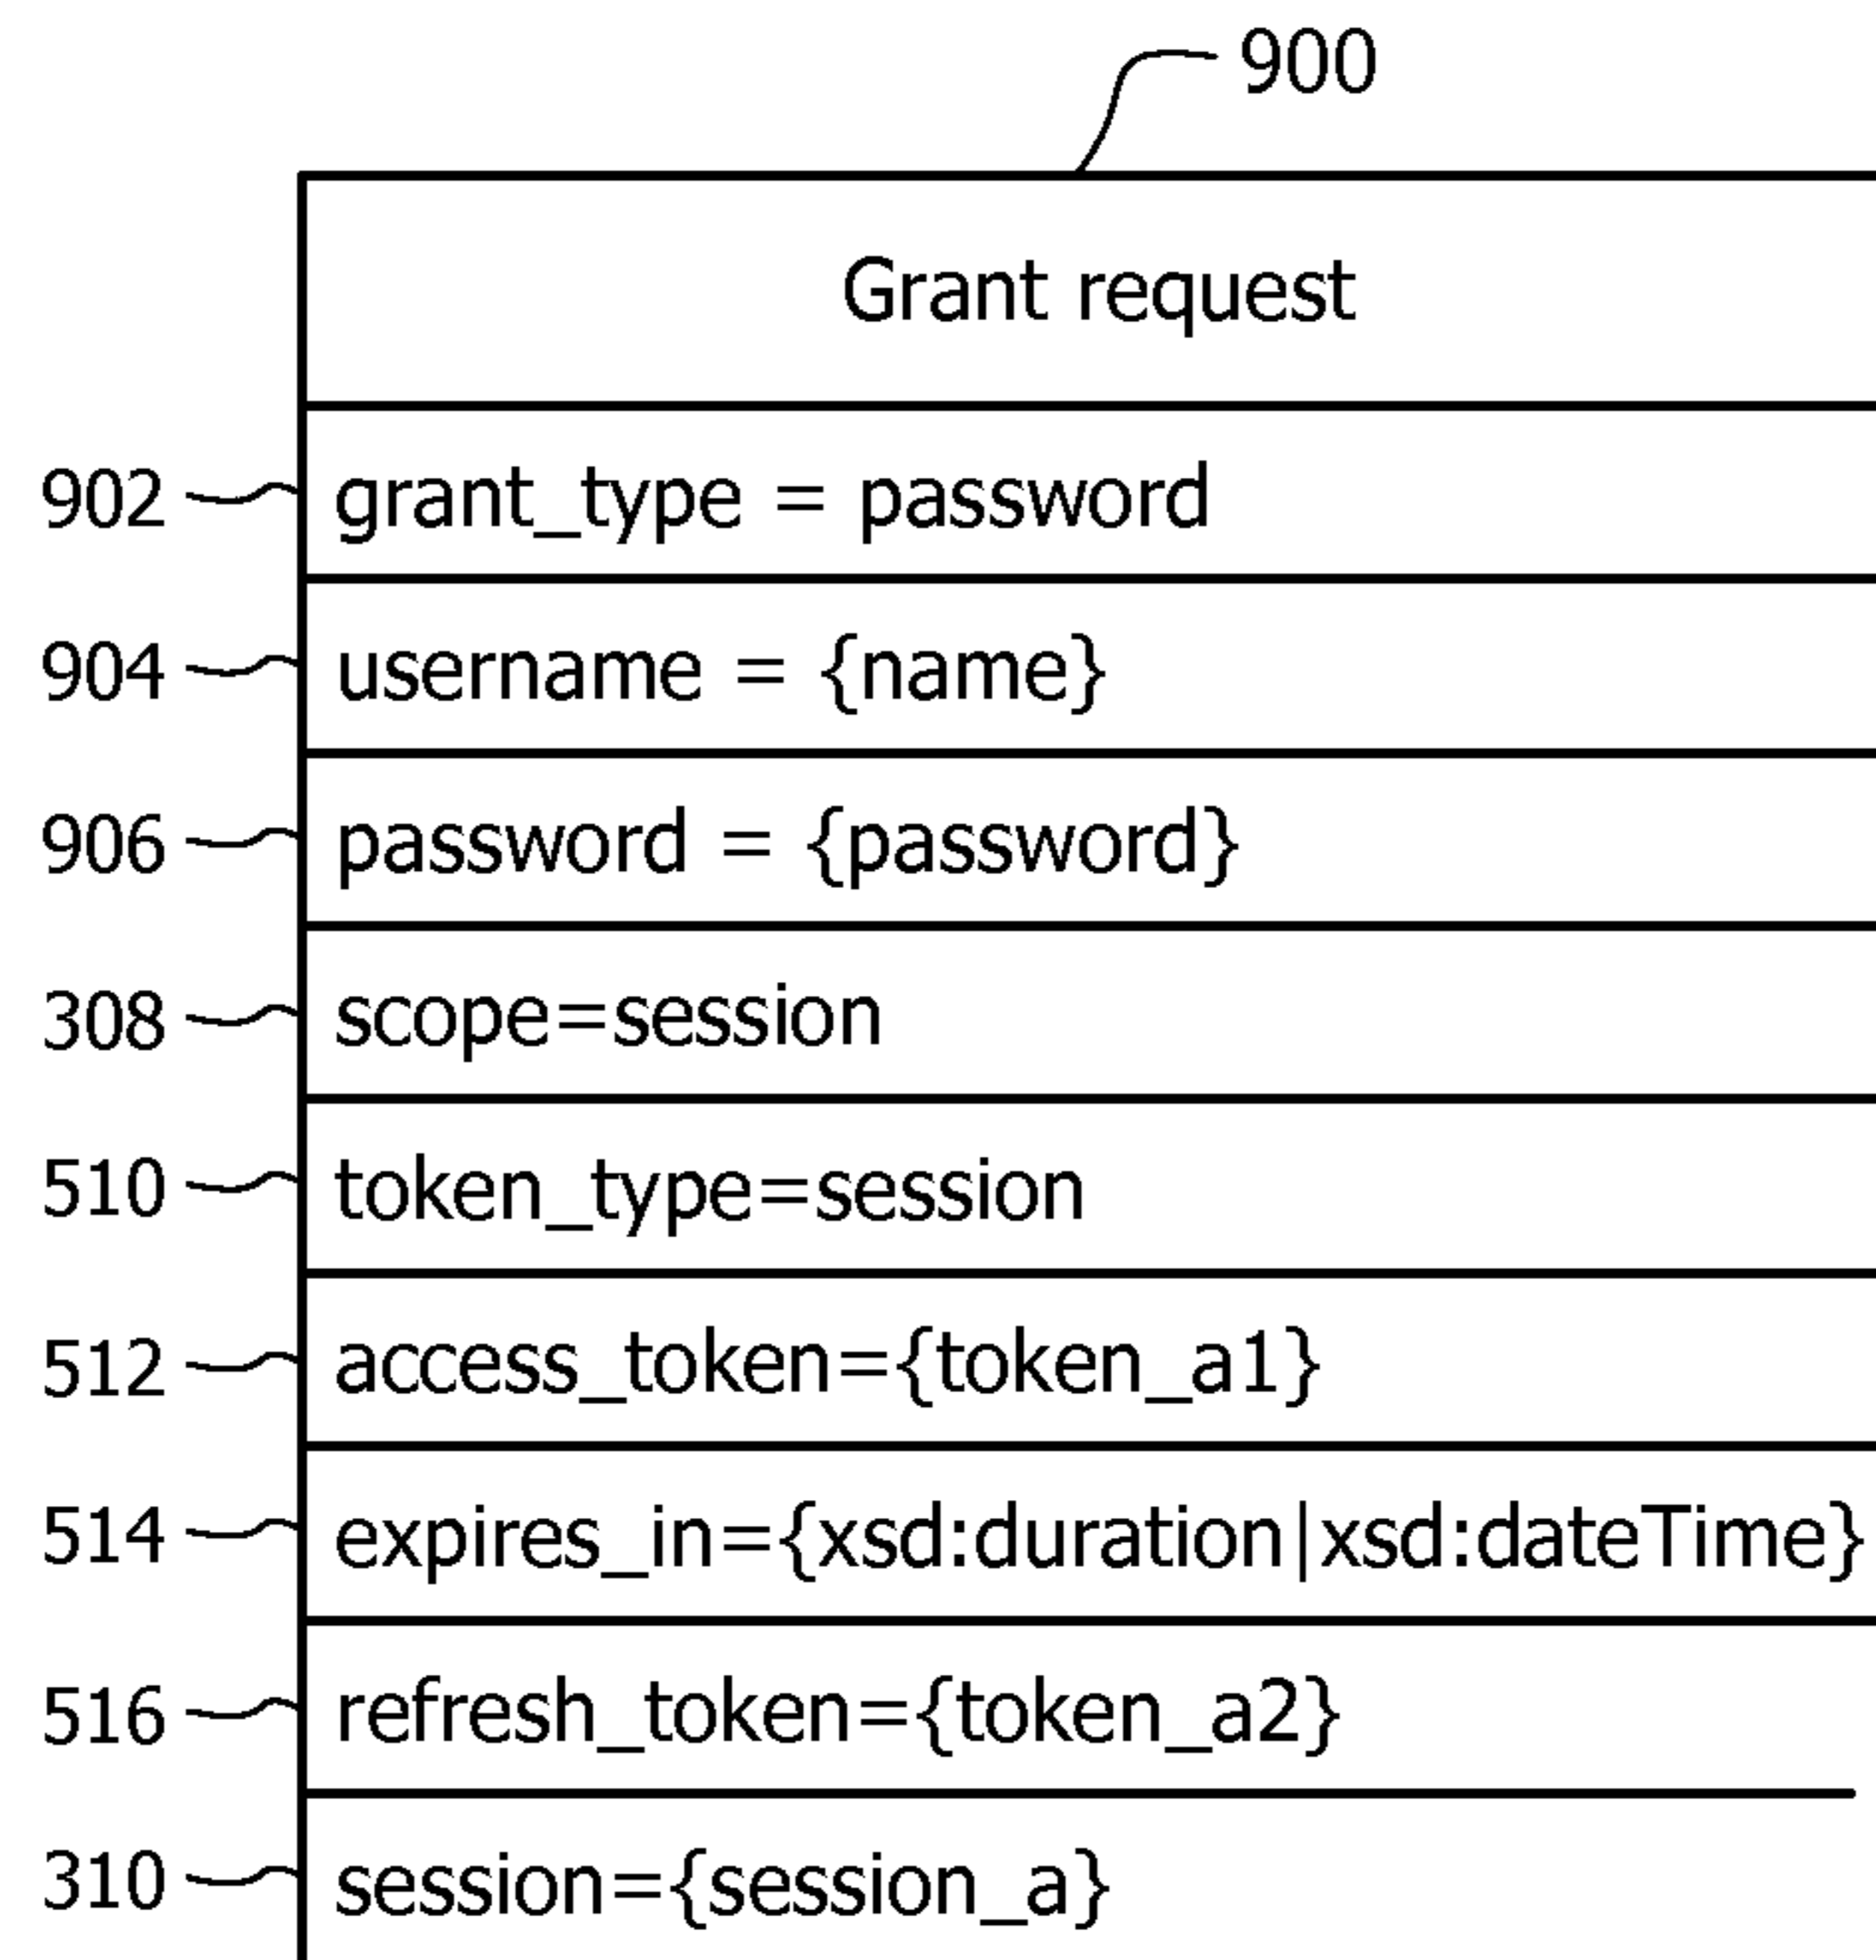 900
Grant request
902 grant_type = password
904 username = {name}
906 password = {password}
308 scope=session
510 token_type=session
512 access_token={token_a1}
514 expires_in={xsd:duration|xsd:dateTime}
516 refresh_token={token_a2}
310 session={session_a}